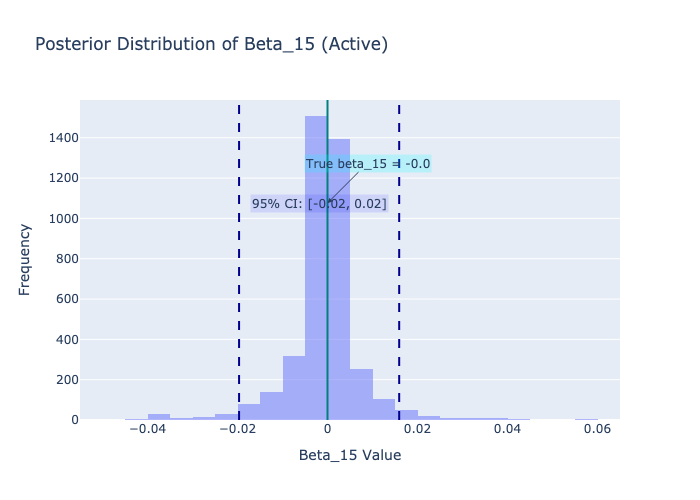 Posterior Distribution of Beta_15 (Active)
1400
1200
1000
800
600
400
200
0
Frequency
True beta_15 = -0.0
95% CI: [-0.02, 0.02]
−0.04
−0.02
0
0.02
0.04
0.06
Beta_15 Value